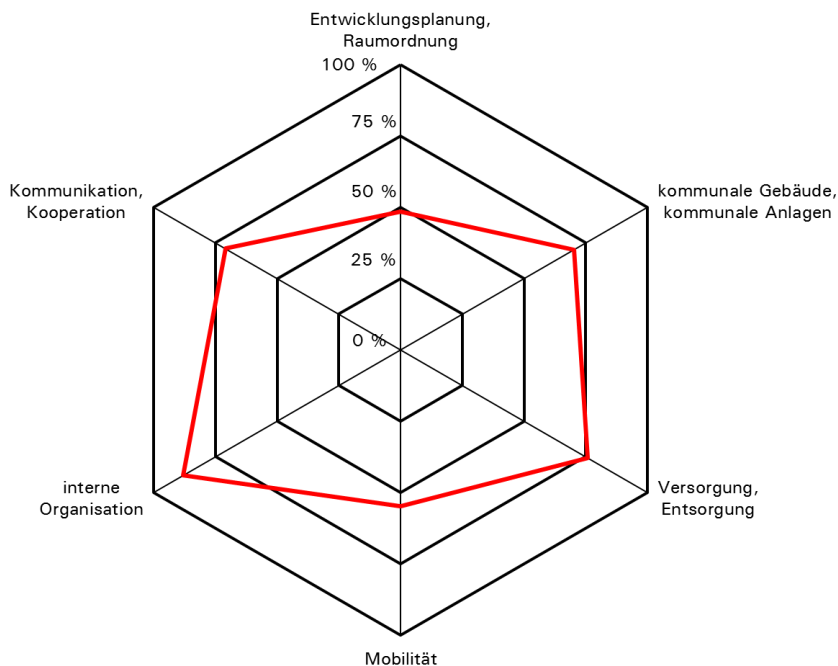 Entwicklungsplanung,
Raumordnung
100 %
75 %
50 %
25 %
0 %
Kommunikation,
Kooperation
kommunale Gebäude,
kommunale Anlagen
interne
Organisation
Versorgung,
Entsorgung
Mobilität